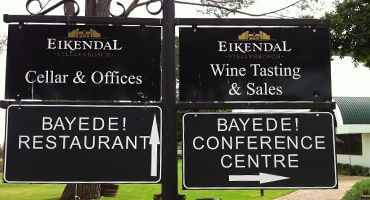 EIKENDAL
STELLENBOSCH
Cellar & Offices
BAYEDE!
RESTAURANT
EIKENDAL
STELLENBOSCH
Wine Tasting
& Sales
BAYEDE!
CONFERENCE
CENTRE